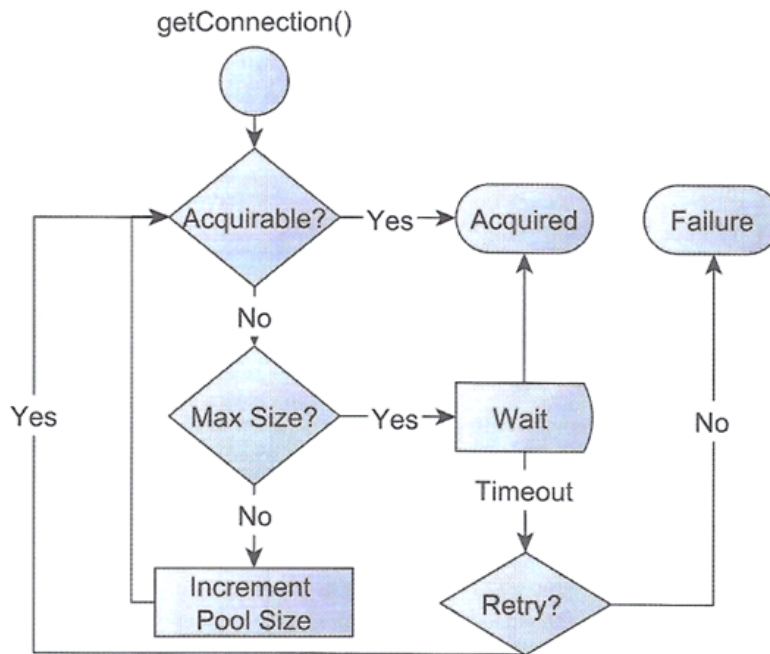 getConnection()
Acquirable?
Yes
Acquired
Failure
No
Yes
Max Size?
Yes
Wait
No
No
Timeout
Increment
Pool Size
Retry?